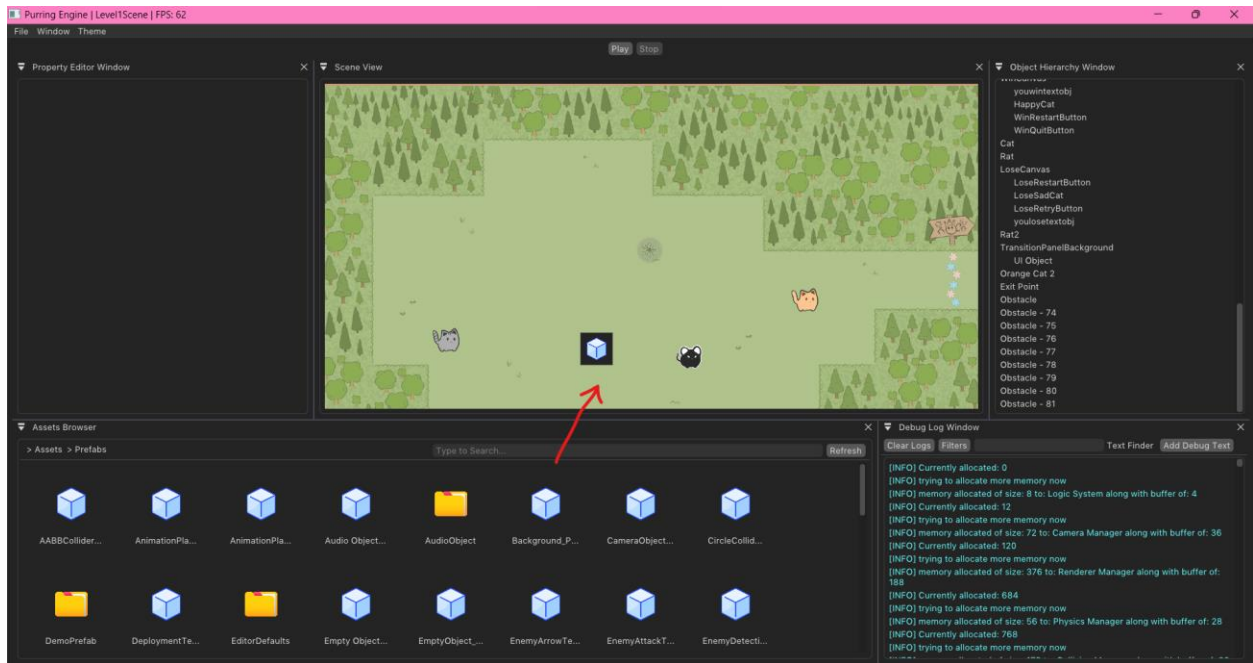 Purring Engine | Level1Scene | FPS: 62
File Window Theme
Play Stop
Property Editor Window
Scene View
Object Hierarchy Window
WinCanvas
youwintextobj
HappyCat
WinRestartButton
WinQuitButton
Cat
Rat
LoseCanvas
LoseRestartButton
LoseSadCat
LoseRetryButton
youlosetextobj
Rat2
TransitionPanelBackground
UI Object
Orange Cat 2
Exit Point
Obstacle
Obstacle - 74
Obstacle - 75
Obstacle - 76
Obstacle - 77
Obstacle - 78
Obstacle - 79
Obstacle - 80
Obstacle - 81
Assets Browser
> Assets > Prefabs
Type to Search...
Refresh
AABBCollider...
AnimationPla...
AnimationPla...
Audio Object...
AudioObject
Background_P...
CameraObject...
CircleCollid...
DemoPrefab
DeploymentTe...
EditorDefaults
Empty Object...
EmptyObject_...
EnemyArrowTe...
EnemyAttackT...
EnemyDetecti...
Debug Log Window
Clear Logs Filters Text Finder Add Debug Text
[INFO] Currently allocated: 0
[INFO] trying to allocate more memory now
[INFO] memory allocated of size: 8 to: Logic System along with buffer of: 4
[INFO] Currently allocated: 12
[INFO] trying to allocate more memory now
[INFO] memory allocated of size: 72 to: Camera Manager along with buffer of: 36
[INFO] Currently allocated: 120
[INFO] trying to allocate more memory now
[INFO] memory allocated of size: 376 to: Renderer Manager along with buffer of:
188
[INFO] Currently allocated: 684
[INFO] trying to allocate more memory now
[INFO] memory allocated of size: 56 to: Physics Manager along with buffer of: 28
[INFO] Currently allocated: 768
[INFO] trying to allocate more memory now